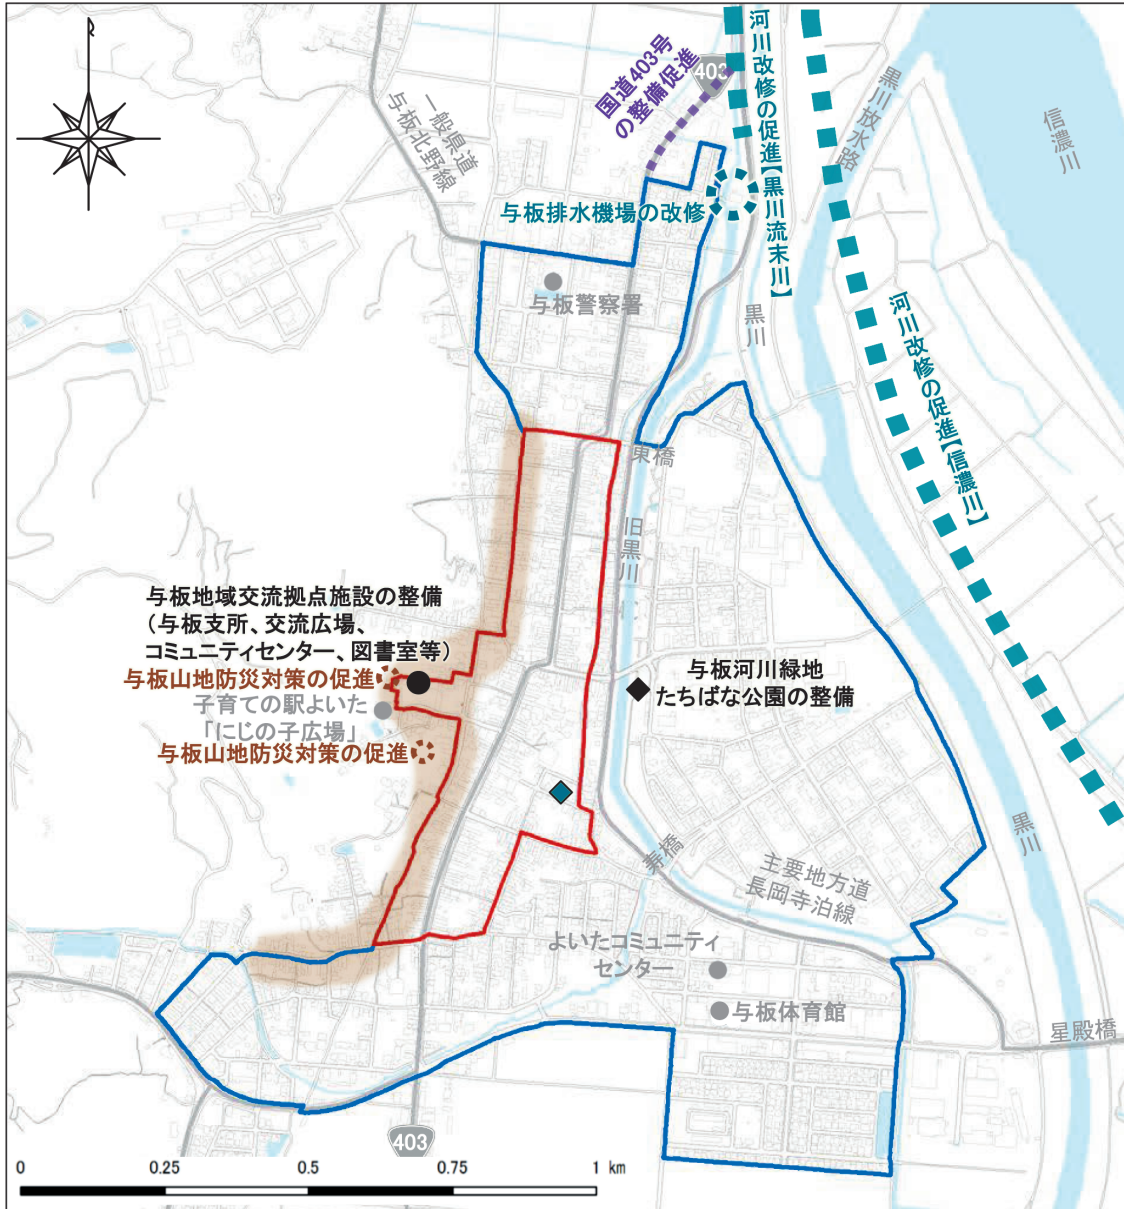 国道403号
の整備促進
403
河川改修の促進【黒川流末川】
黒川放水路
信濃川
一般県道
与板北野線
与板排水機場の改修
与板警察署
黒川
河川改修の促進【信濃川】
東橋
旧黒川
与板地域交流拠点施設の整備
(与板支所、交流広場、
コミュニティセンター、図書室等)
与板山地防災対策の促進
子育ての駅よいた
「にじの子広場」
与板山地防災対策の促進
与板河川緑地
たちばな公園の整備
寿橋
主要地方道
長岡寺泊線
黒川
よいたコミュニティ
センター
与板体育館
星殿橋
403
0 0.25 0.5 0.75 1 km